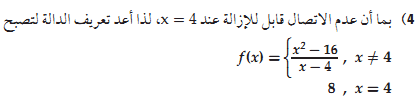 4) بما أن عدم الاتصال قابل للإزالة عند x = 4، لذا أعد تعريف الدالة لتصبح
f(x) = { (x² − 16) / (x − 4) , x ≠ 4
8 , x = 4